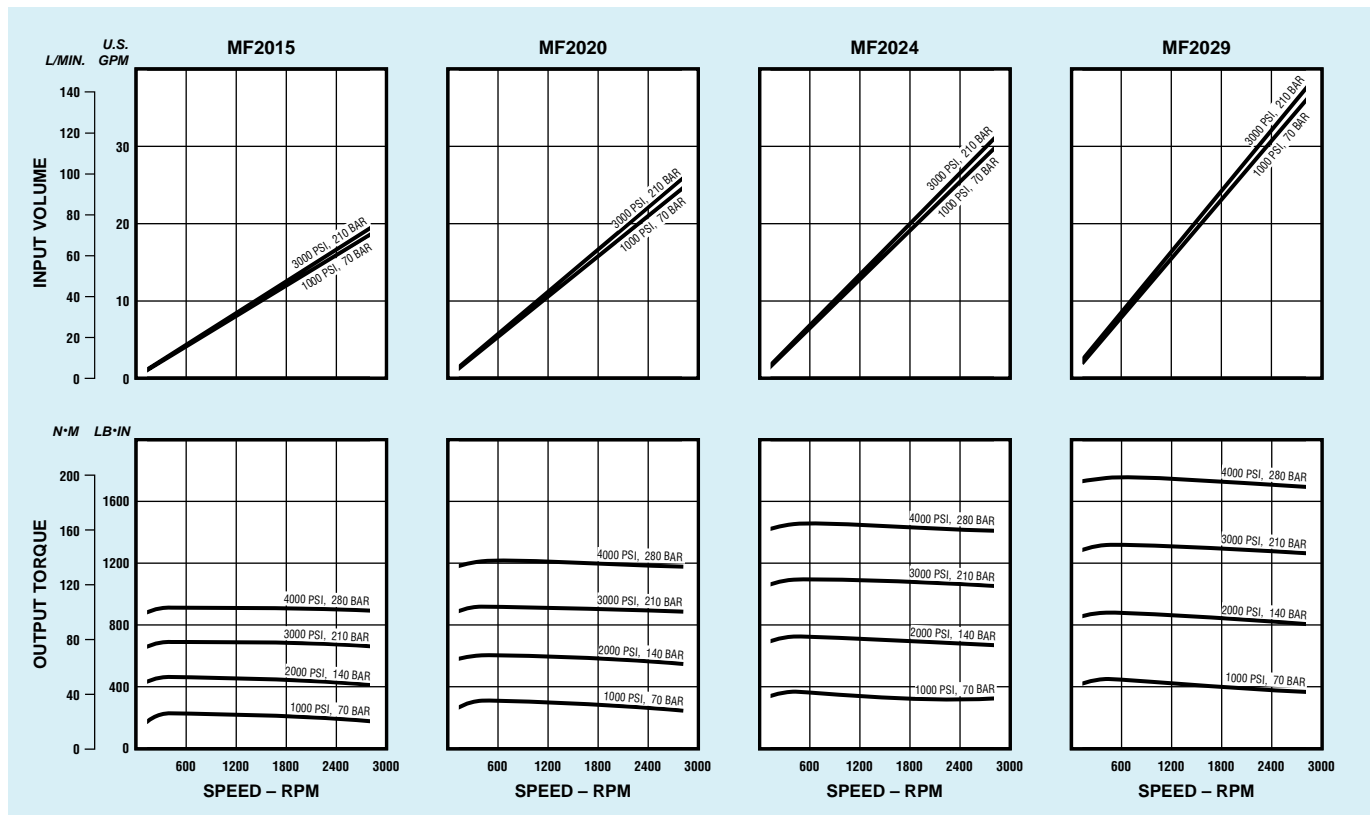 MF2015
MF2020
MF2024
MF2029
L/MIN.
U.S.
GPM
INPUT VOLUME
140
120
100
80
60
40
20
0
30
20
10
0
3000 PSI, 210 BAR
1000 PSI, 70 BAR
3000 PSI, 210 BAR
1000 PSI, 70 BAR
3000 PSI, 210 BAR
1000 PSI, 70 BAR
3000 PSI, 210 BAR
1000 PSI, 70 BAR
N•M
LB•IN
OUTPUT TORQUE
200
160
120
80
40
0
1600
1200
800
400
0
4000 PSI, 280 BAR
3000 PSI, 210 BAR
2000 PSI, 140 BAR
1000 PSI, 70 BAR
4000 PSI, 280 BAR
3000 PSI, 210 BAR
2000 PSI, 140 BAR
1000 PSI, 70 BAR
4000 PSI, 280 BAR
3000 PSI, 210 BAR
2000 PSI, 140 BAR
1000 PSI, 70 BAR
4000 PSI, 280 BAR
3000 PSI, 210 BAR
2000 PSI, 140 BAR
1000 PSI, 70 BAR
600 1200 1800 2400 3000
600 1200 1800 2400 3000
600 1200 1800 2400 3000
600 1200 1800 2400 3000
SPEED – RPM
SPEED – RPM
SPEED – RPM
SPEED – RPM